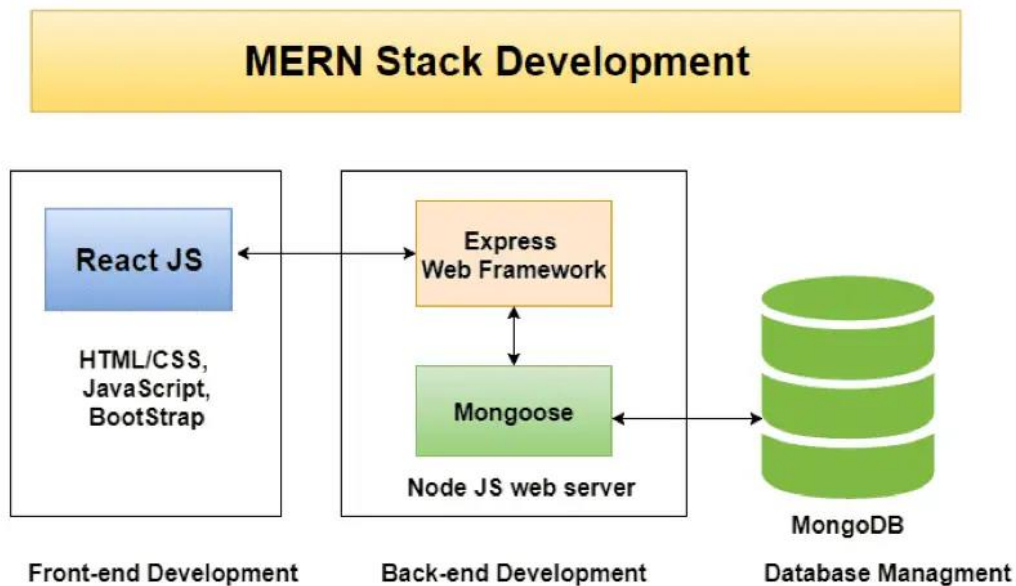 MERN Stack Development
React JS
HTML/CSS,
JavaScript,
BootStrap
Front-end Development
Express
Web Framework
Mongoose
Node JS web server
Back-end Development
MongoDB
Database Managment